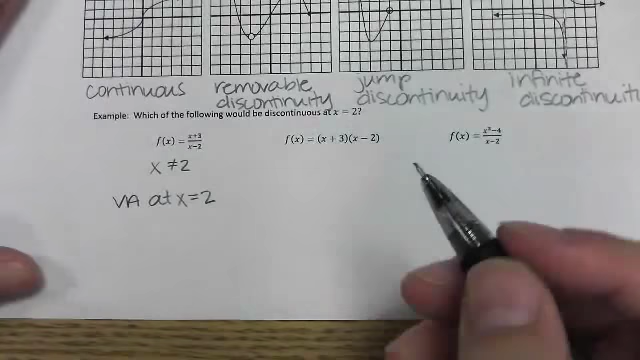 continuous removable discontinuity jump discontinuity infinite discontinuit
Example: Which of the following would be discontinuous at x = 2?
f(x) = x+3/x−2 f(x) = (x + 3)(x − 2) f(x) = x²−4/x−2
x ≠ 2
VA at x = 2